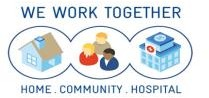 WE WORK TOGETHER
HOME . COMMUNITY . HOSPITAL